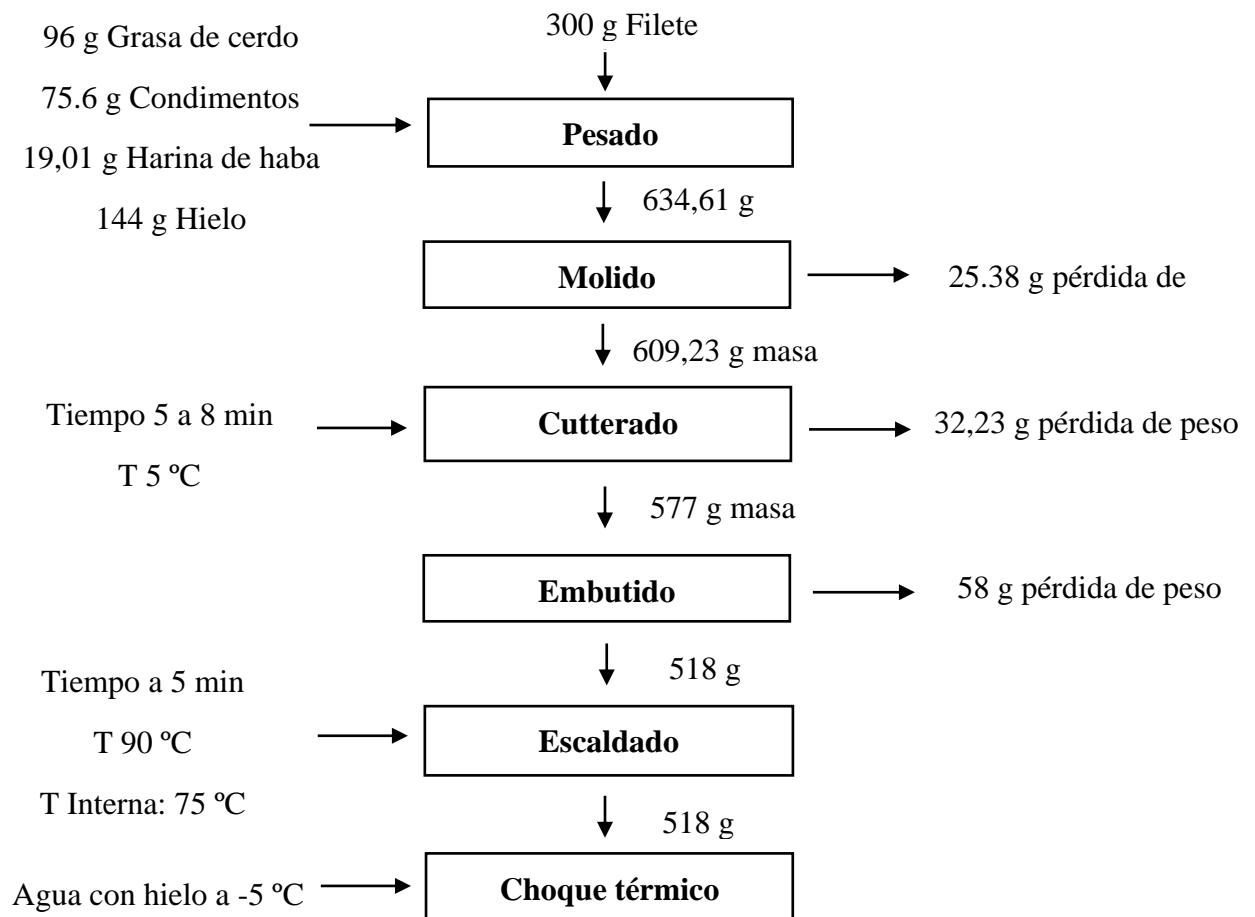 300 g Filete
96 g Grasa de cerdo
75.6 g Condimentos
19,01 g Harina de haba
144 g Hielo
Pesado
634,61 g
Molido
25.38 g pérdida de
609,23 g masa
Tiempo 5 a 8 min
T 5 ºC
Cutterado
32,23 g pérdida de peso
577 g masa
Embutido
58 g pérdida de peso
518 g
Tiempo a 5 min
T 90 ºC
T Interna: 75 ºC
Escaldado
518 g
Agua con hielo a -5 ºC
Choque térmico